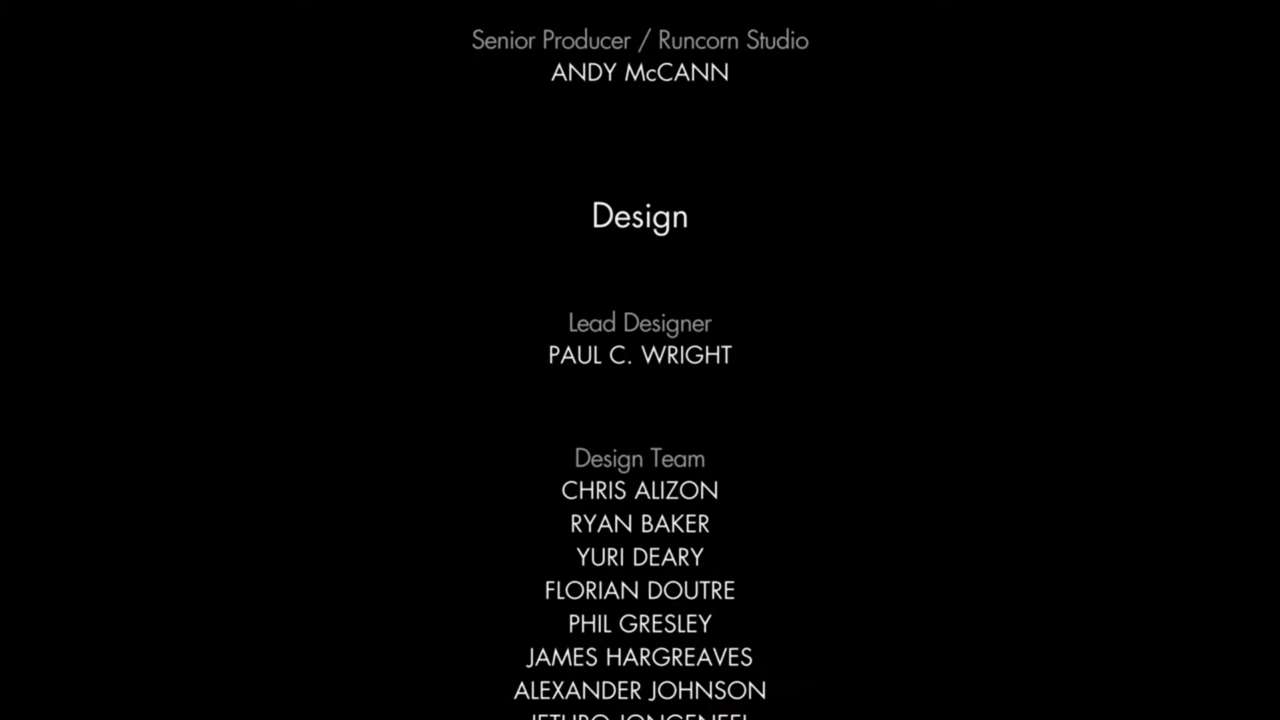 Senior Producer / Runcorn Studio
ANDY McCANN
Design
Lead Designer
PAUL C. WRIGHT
Design Team
CHRIS ALIZON
RYAN BAKER
YURI DEARY
FLORIAN DOUTRE
PHIL GRESLEY
JAMES HARGREAVES
ALEXANDER JOHNSON